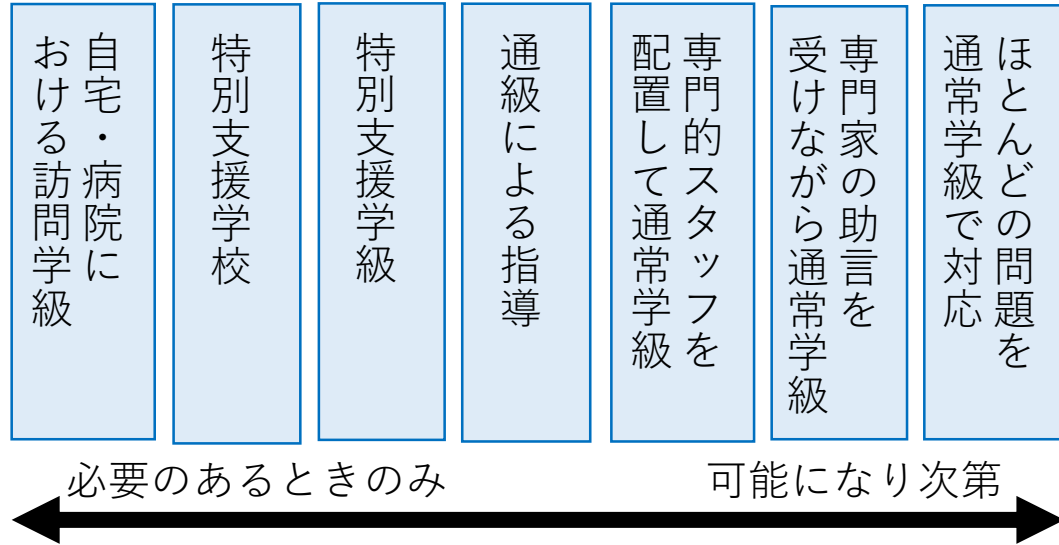 自宅・病院に
おける訪問学級
特別支援学校
特別支援学級
通級による指導
専門的スタッフを
配置して通常学級
専門家の助言を
受けながら通常学級
ほとんどの問題を
通常学級で対応
必要のあるときのみ
可能になり次第